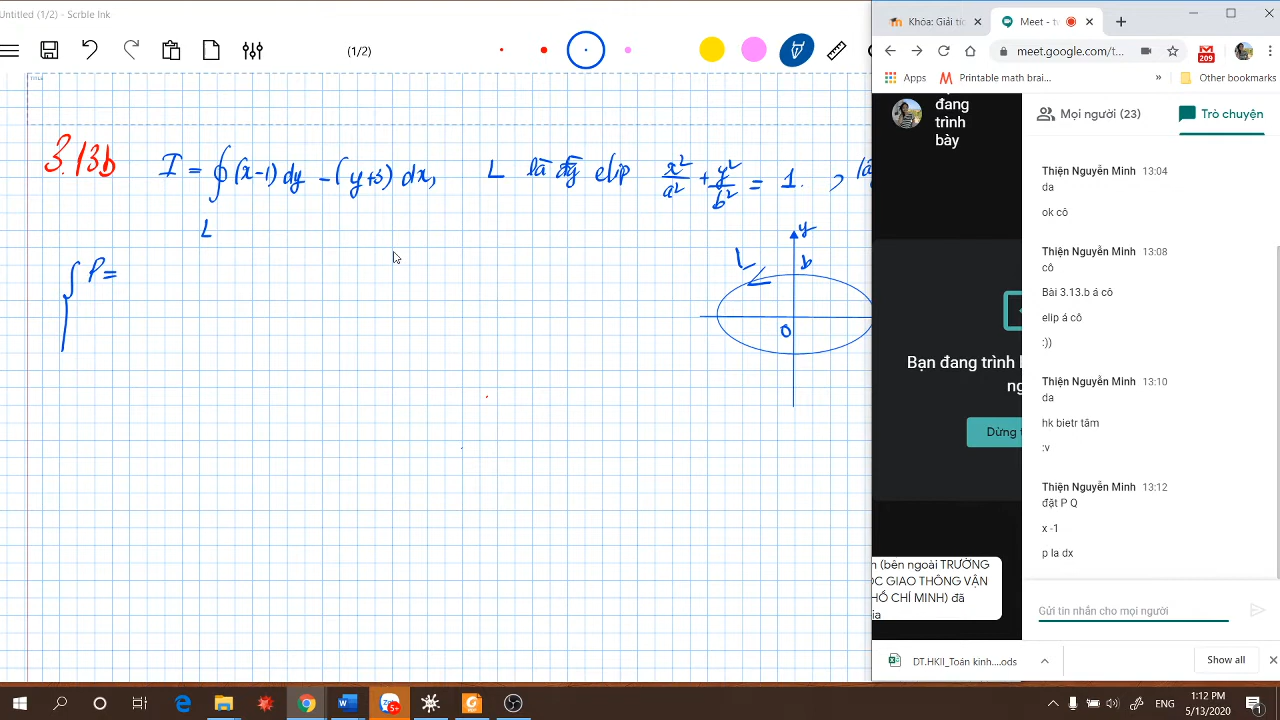 Untitled (1/2) - Scrble Ink
(1/2)
3.13b I = ∮ (x-1) dy - (y+3) dx, L là elip x²/a² + y²/b² = 1.
L
P =
y
L
b
O
Khóa: Giải tí
Meet - t
meet.google.com/t...
209
Apps
Printable math brai...
»
Other bookmarks
đang
trình
bày
Mọi người (23)
Trò chuyện
Thiện Nguyễn Minh 13:04
da
ok cô
Thiện Nguyễn Minh 13:08
cô
Bài 3.13.b á cô
elip á cô
:))
Thiện Nguyễn Minh 13:10
da
hk bietr tâm
:v
Thiện Nguyễn Minh 13:12
đặt P Q
x -1
p la dx
Bạn đang trình
Dừng
n (bên ngoài TRƯỜNG
ỌC GIAO THÔNG VẬN
HỒ CHÍ MINH) đã
ia
Gửi tin nhắn cho mọi người
DT.HKII_Toán kinh....ods
Show all
ENG
1:12 PM
5/13/2020